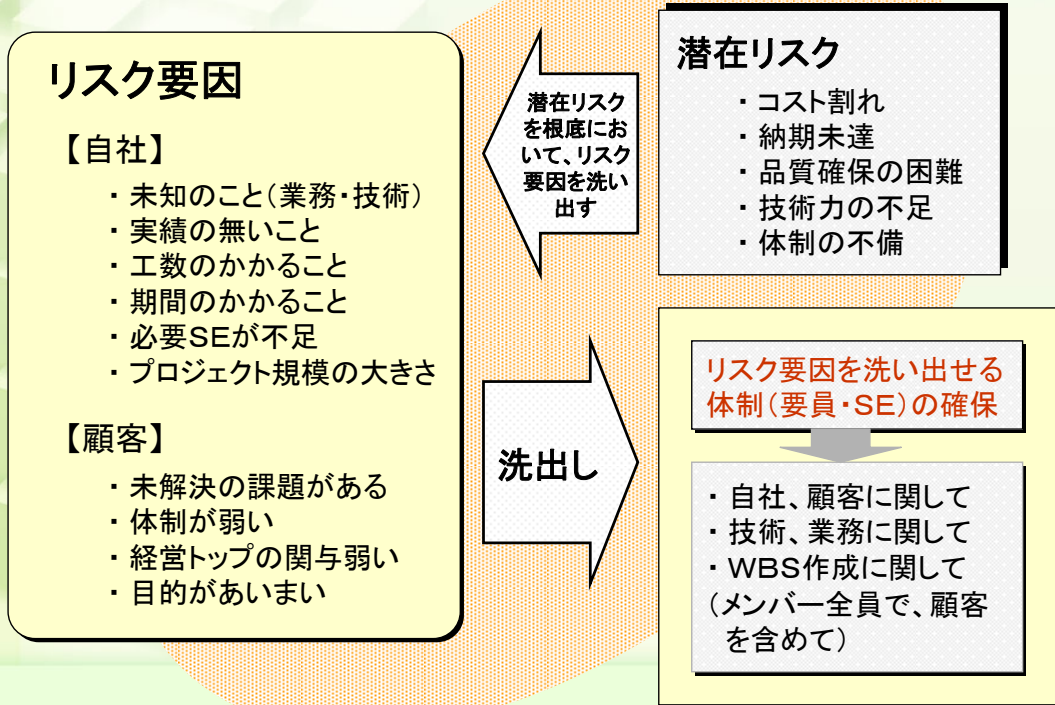 リスク要因
【自社】
・未知のこと（業務・技術）
・実績の無いこと
・工数のかかること
・期間のかかること
・必要SEが不足
・プロジェクト規模の大きさ
【顧客】
・未解決の課題がある
・体制が弱い
・経営トップの関与弱い
・目的があいまい
潜在リスク
を根底にお
いて、リスク
要因を洗い
出す
潜在リスク
・コスト割れ
・納期未達
・品質確保の困難
・技術力の不足
・体制の不備
洗出し
リスク要因を洗い出せる
体制（要員・SE）の確保
・自社、顧客に関して
・技術、業務に関して
・WBS作成に関して
（メンバー全員で、顧客
を含めて）